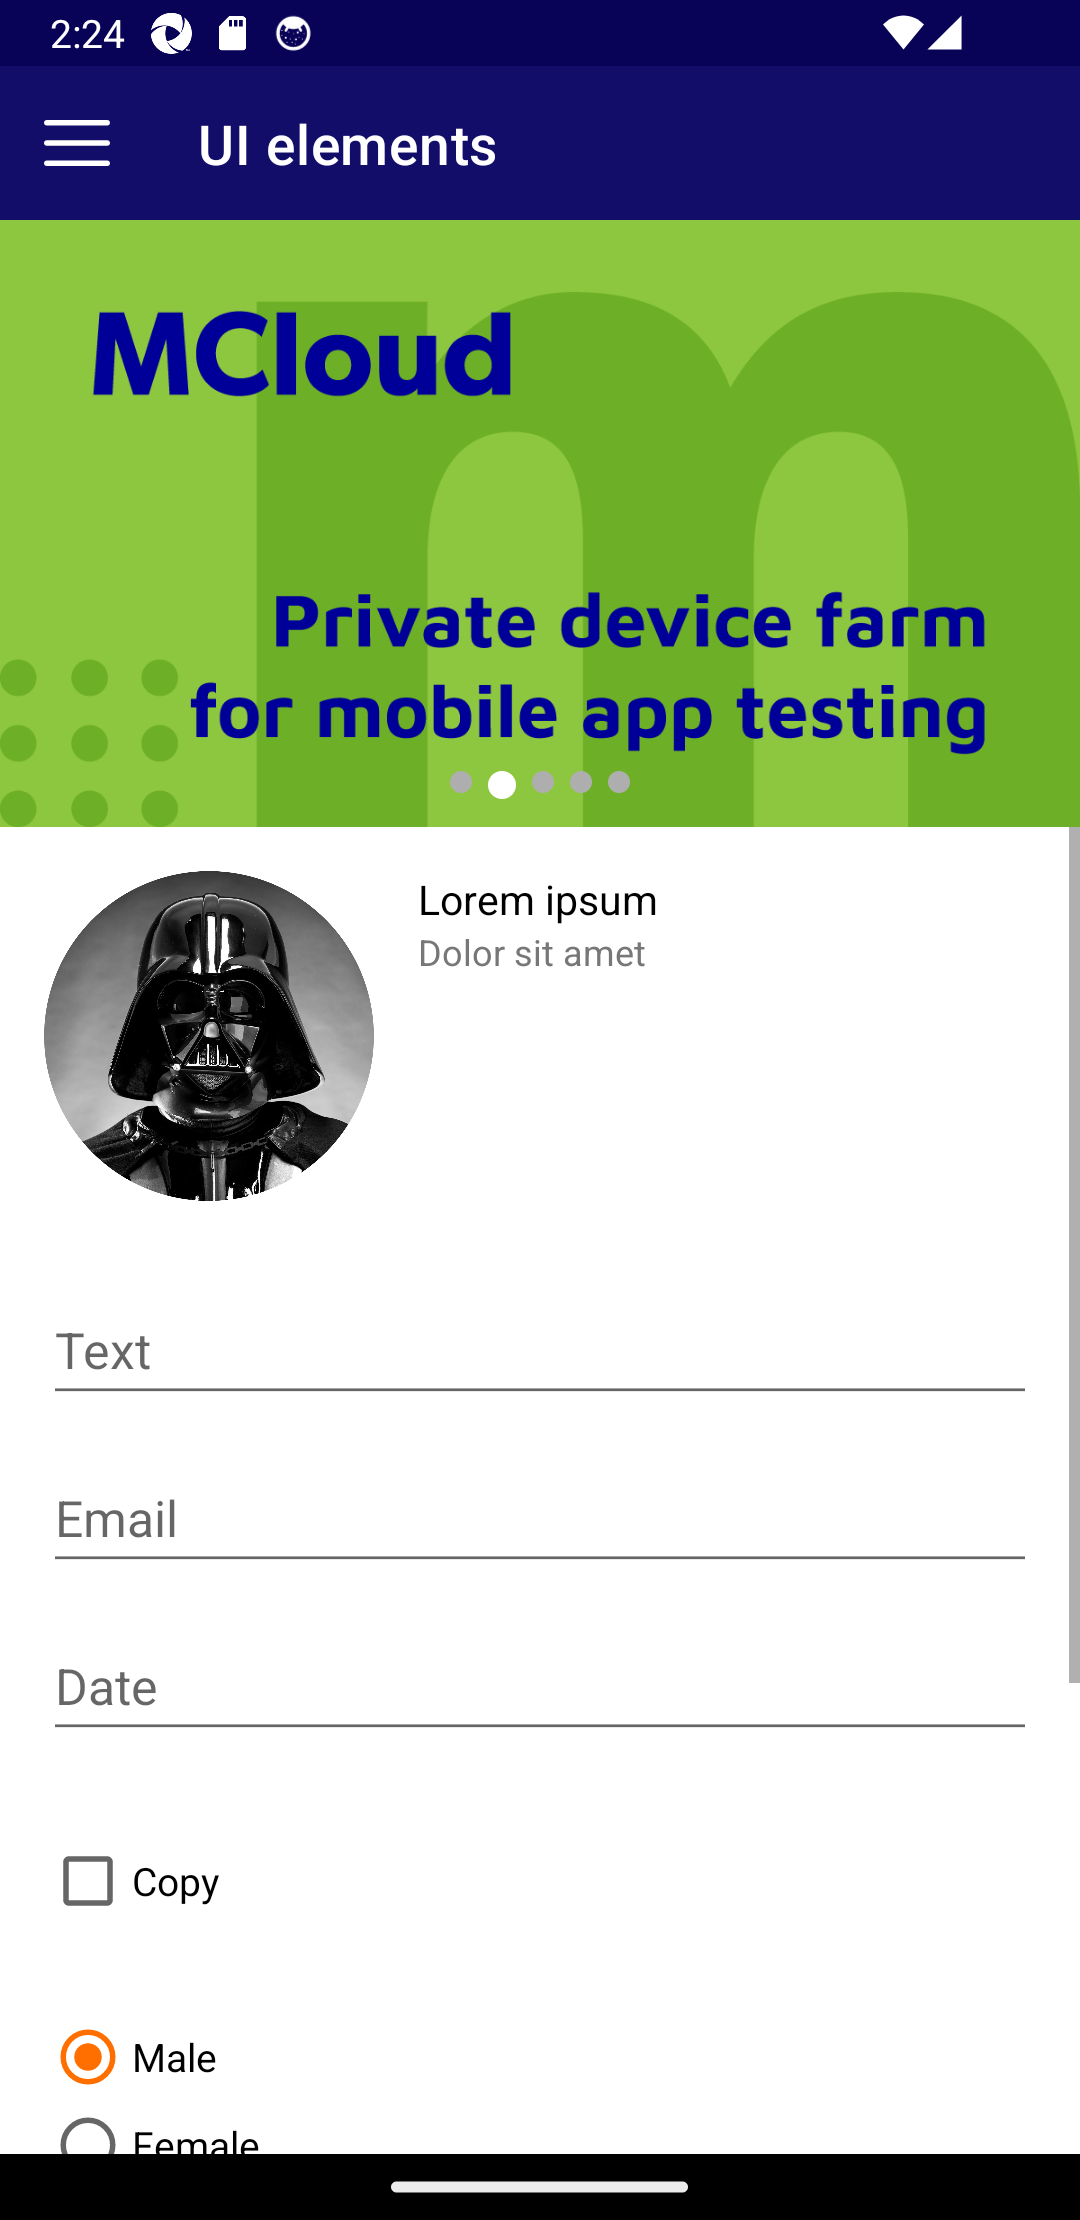 2:24
UI elements
MCloud
Private device farm
for mobile app testing
Lorem ipsum
Dolor sit amet
Text
Email
Date
Copy
Male
Female